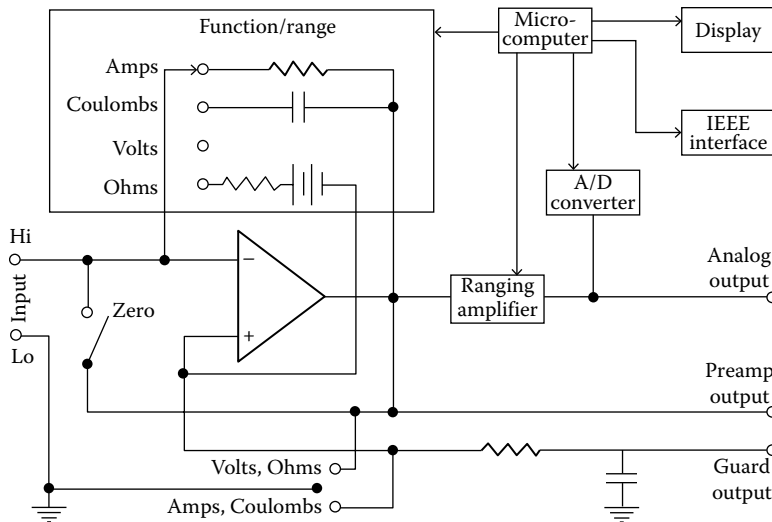 Function/range
Micro-
computer
Display
Amps
Coulombs
IEEE
interface
Volts
Ohms
A/D
converter
Hi
Analog
output
Ranging
amplifier
Input
Zero
Lo
−
+
Preamp
output
Volts, Ohms
Guard
output
Amps, Coulombs